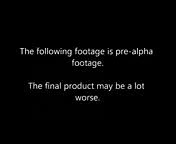 The following footage is pre-alpha
footage.
The final product may be a lot
worse.